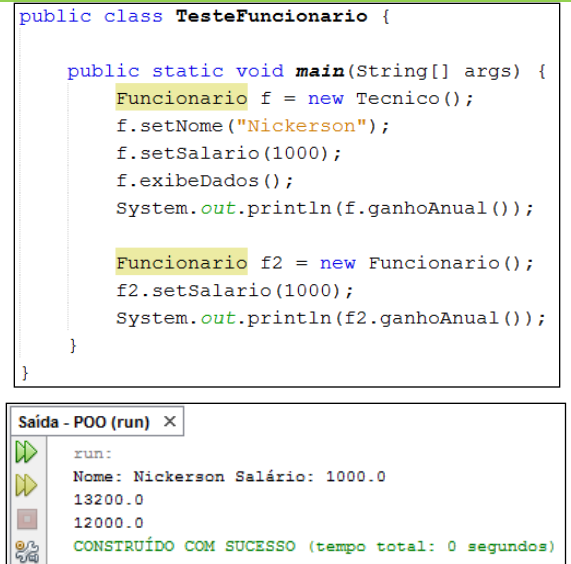 public class TesteFuncionario {
public static void main(String[] args) {
Funcionario f = new Tecnico();
f.setNome("Nickerson");
f.setSalario(1000);
f.exibeDados();
System.out.println(f.ganhoAnual());
Funcionario f2 = new Funcionario();
f2.setSalario(1000);
System.out.println(f2.ganhoAnual());
}
}
Saída - POO (run) ×
run:
Nome: Nickerson Salário: 1000.0
13200.0
12000.0
CONSTRUÍDO COM SUCESSO (tempo total: 0 segundos)